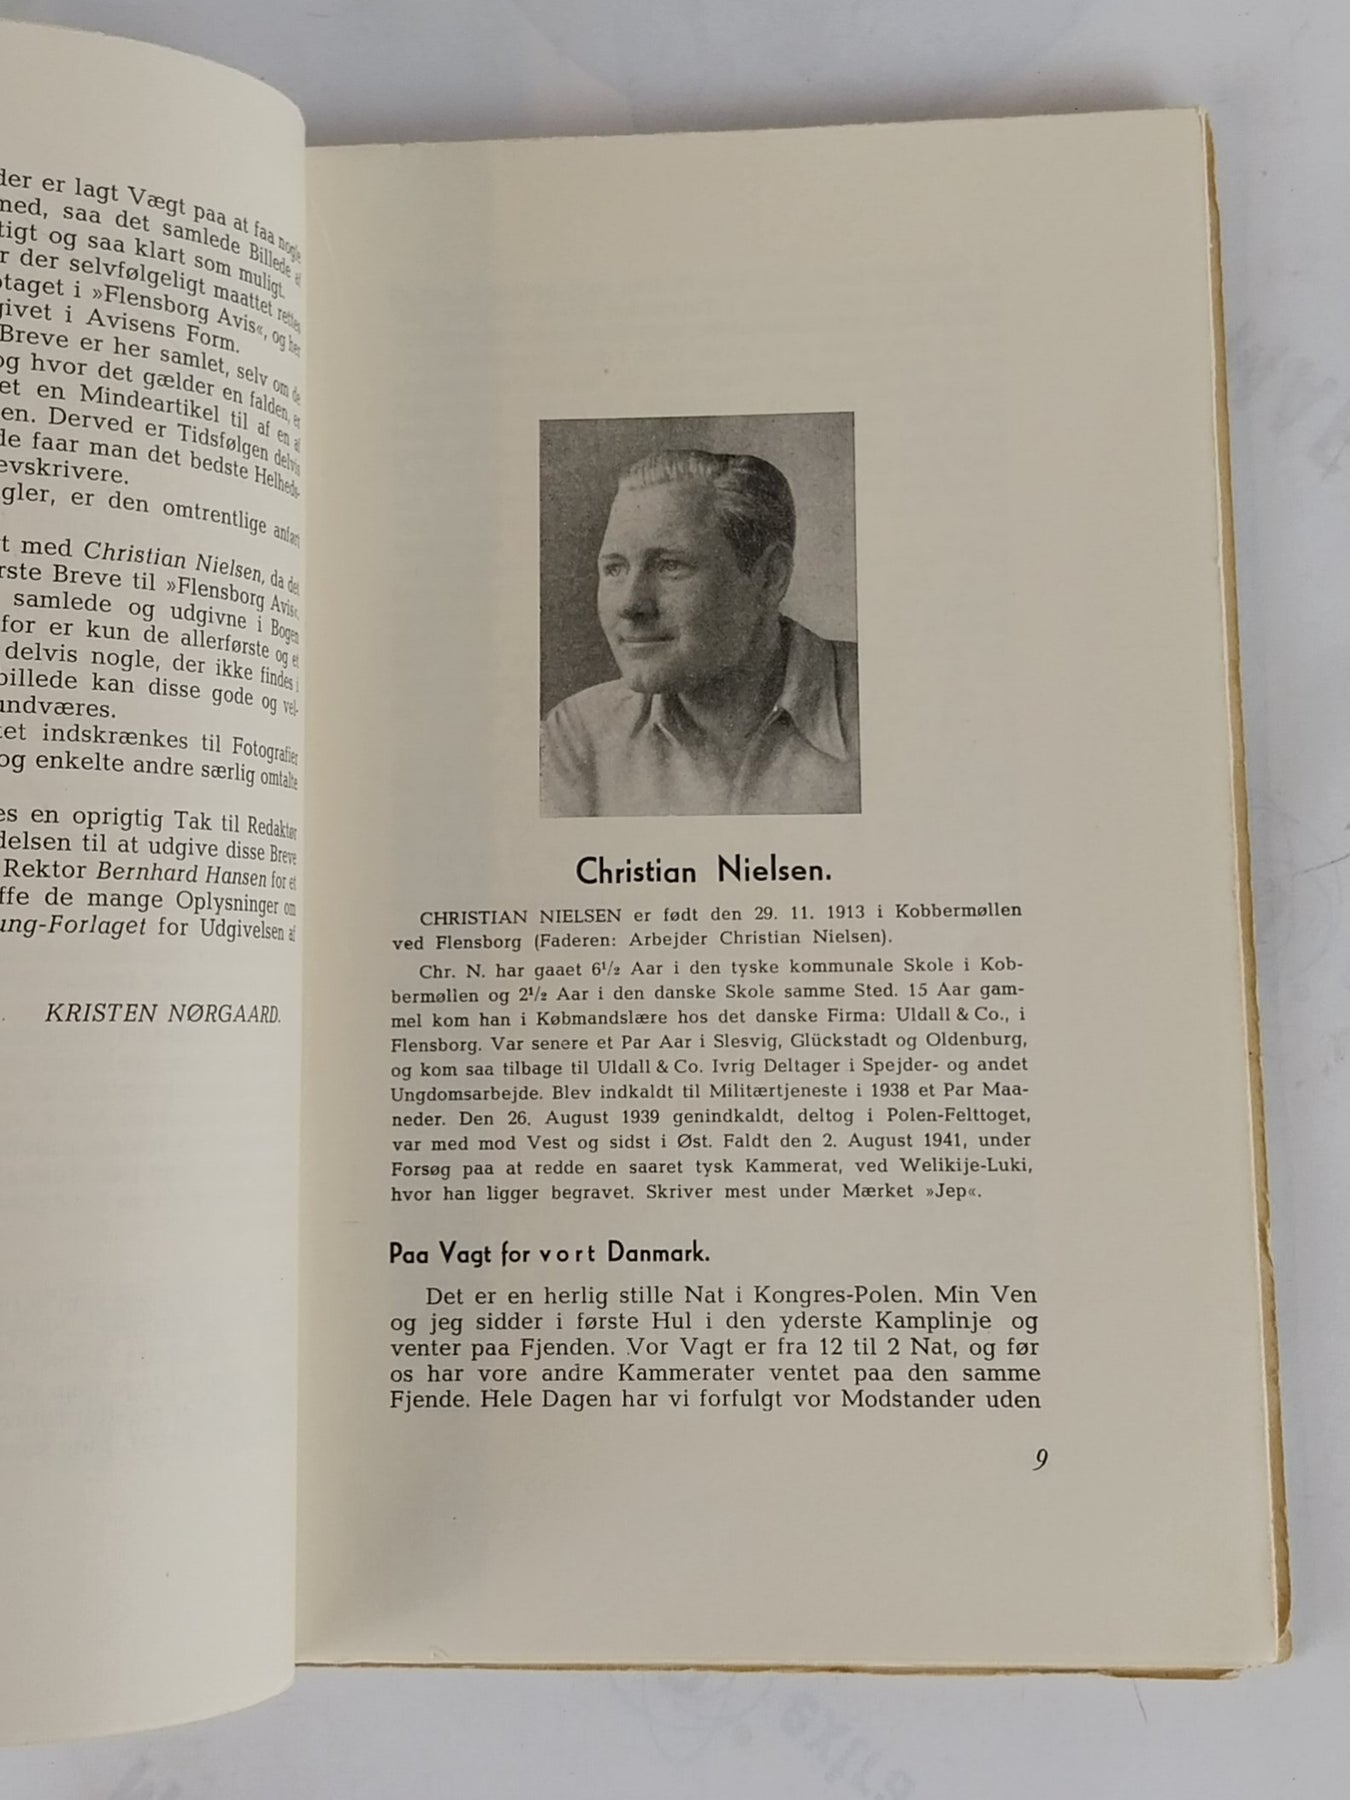 der er lagt Vægt paa at faa nogle
med, saa det samlede Billede
tigt og saa klart som muligt.
r der selvfølgeligt maattet rettes
ptaget i »Flensborg Avis«, og her
givet i Avisens Form.
Breve er her samlet, selv om de
og hvor det gælder en falden, er
et en Mindeartikel til af en af
en. Derved er Tidsfølgen delvis
de faar man det bedste Helheds-
evskrivere.
gler, er den omtrentlige anført
t med Christian Nielsen, da det
rste Breve til »Flensborg Avis«.
samlede og udgivne i Bogen
for er kun de allerførste og et
delvis nogle, der ikke findes i
billede kan disse gode og vel-
undværes.
et indskrænkes til Fotografier
og enkelte andre særlig omtalte
es en oprigtig Tak til Redaktør
delsen til at udgive disse Breve
Rektor Bernhard Hansen for et
ffe de mange Oplysninger om
ung-Forlaget for Udgivelsen af
KRISTEN NØRGAARD.
Christian Nielsen.
CHRISTIAN NIELSEN er født den 29. 11. 1913 i Kobbermøllen
ved Flensborg (Faderen: Arbejder Christian Nielsen).
Chr. N. har gaaet 6½ Aar i den tyske kommunale Skole i Kob-
bermøllen og 2½ Aar i den danske Skole samme Sted. 15 Aar gam-
mel kom han i Købmandslære hos det danske Firma: Uldall & Co., i
Flensborg. Var senere et Par Aar i Slesvig, Glückstadt og Oldenburg,
og kom saa tilbage til Uldall & Co. Ivrig Deltager i Spejder- og andet
Ungdomsarbejde. Blev indkaldt til Militærtjeneste i 1938 et Par Maa-
neder. Den 26. August 1939 genindkaldt, deltog i Polen-Felttoget,
var med mod Vest og sidst i Øst. Faldt den 2. August 1941, under
Forsøg paa at redde en saaret tysk Kammerat, ved Welikije-Luki,
hvor han ligger begravet. Skriver mest under Mærket »Jep«.
Paa Vagt for vort Danmark.
Det er en herlig stille Nat i Kongres-Polen. Min Ven
og jeg sidder i første Hul i den yderste Kamplinje og
venter paa Fjenden. Vor Vagt er fra 12 til 2 Nat, og før
os har vore andre Kammerater ventet paa den samme
Fjende. Hele Dagen har vi forfulgt vor Modstander uden
9